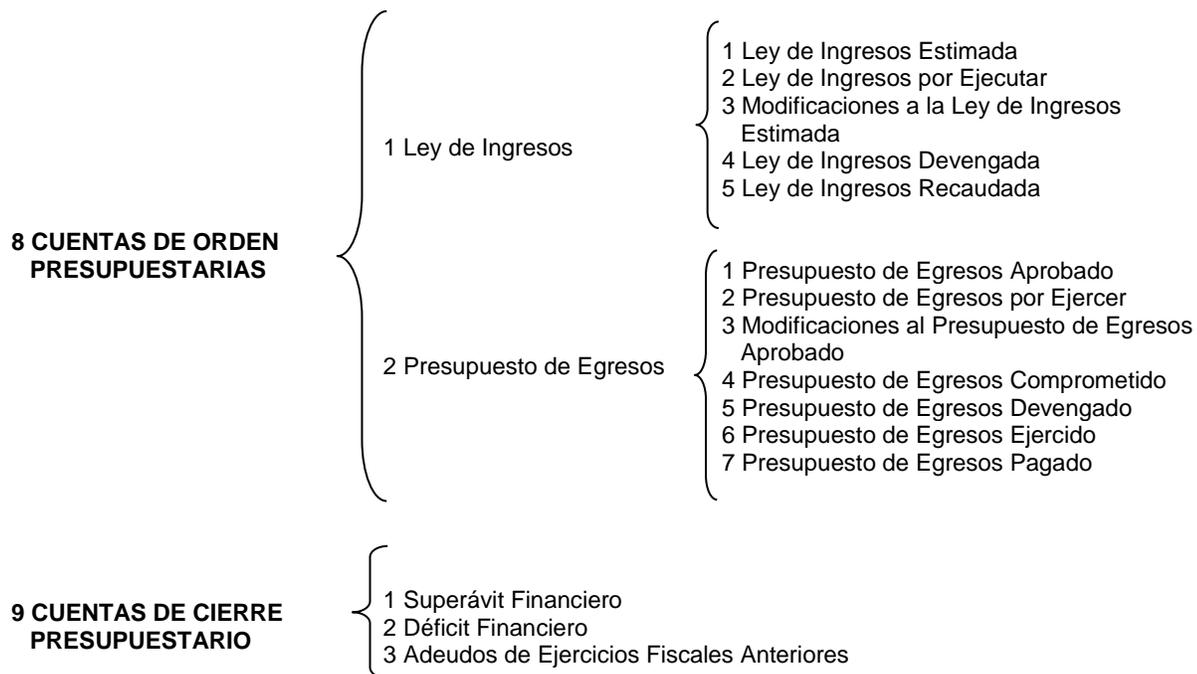 8 CUENTAS DE ORDEN
PRESUPUESTARIAS
1 Ley de Ingresos
1 Ley de Ingresos Estimada
2 Ley de Ingresos por Ejecutar
3 Modificaciones a la Ley de Ingresos
Estimada
4 Ley de Ingresos Devengada
5 Ley de Ingresos Recaudada
2 Presupuesto de Egresos
1 Presupuesto de Egresos Aprobado
2 Presupuesto de Egresos por Ejercer
3 Modificaciones al Presupuesto de Egresos
Aprobado
4 Presupuesto de Egresos Comprometido
5 Presupuesto de Egresos Devengado
6 Presupuesto de Egresos Ejercido
7 Presupuesto de Egresos Pagado
9 CUENTAS DE CIERRE
PRESUPUESTARIO
1 Superávit Financiero
2 Déficit Financiero
3 Adeudos de Ejercicios Fiscales Anteriores